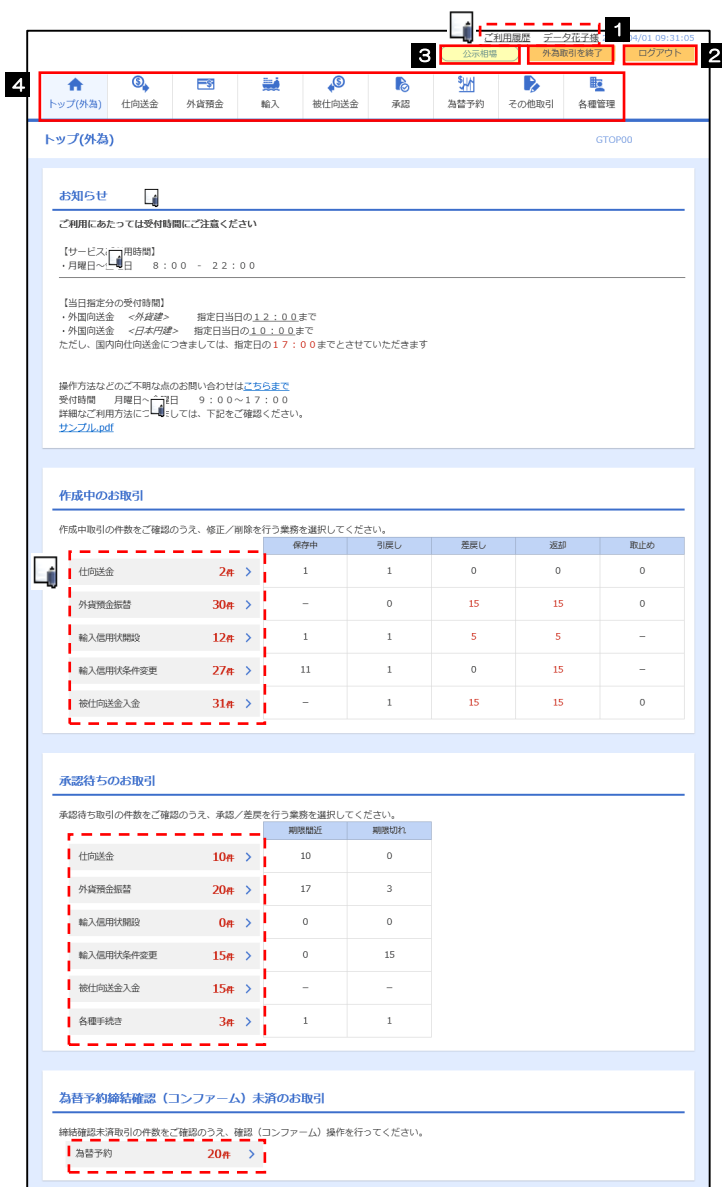 1
ご利用履歴 データ花子様 04/01 09:31:05
3 公示相場 外為取引を終了 ログアウト 2
4
トップ(外為) 仕向送金 外貨預金 輸入 被仕向送金 承認 為替予約 その他取引 各種管理
トップ(外為) GTOP00
お知らせ
ご利用にあたっては受付時間にご注意ください
【サービス 用時間】
・月曜日～ 日 8：00 - 22：00
【当日指定分の受付時間】
・外国向送金 <外貨建> 指定日当日の12：00まで
・外国向送金 <日本円建> 指定日当日の10：00まで
ただし、国内向仕向送金につきましては、指定日の17：00までとさせていただきます
操作方法などのご不明な点のお問い合わせはこちらまで
受付時間 月曜日～ 日 9：00～17：00
詳細なご利用方法に しては、下記をご確認ください。
サンプル.pdf
作成中のお取引
作成中取引の件数をご確認のうえ、修正／削除を行う業務を選択してください。
保存中 引戻し 差戻し 返却 取止め
仕向送金 2件 1 1 0 0 0
外貨預金振替 30件 － 0 15 15 0
輸入信用状開設 12件 1 1 5 5 －
輸入信用状条件変更 27件 11 1 0 15 －
被仕向送金入金 31件 － 1 15 15 0
承認待ちのお取引
承認待ち取引の件数をご確認のうえ、承認／差戻を行う業務を選択してください。
期限間近 期限切れ
仕向送金 10件 10 0
外貨預金振替 20件 17 3
輸入信用状開設 0件 0 0
輸入信用状条件変更 15件 0 15
被仕向送金入金 15件 － －
各種手続き 3件 1 1
為替予約締結確認（コンファーム）未済のお取引
締結確認未済取引の件数をご確認のうえ、確認（コンファーム）操作を行ってください。
為替予約 20件